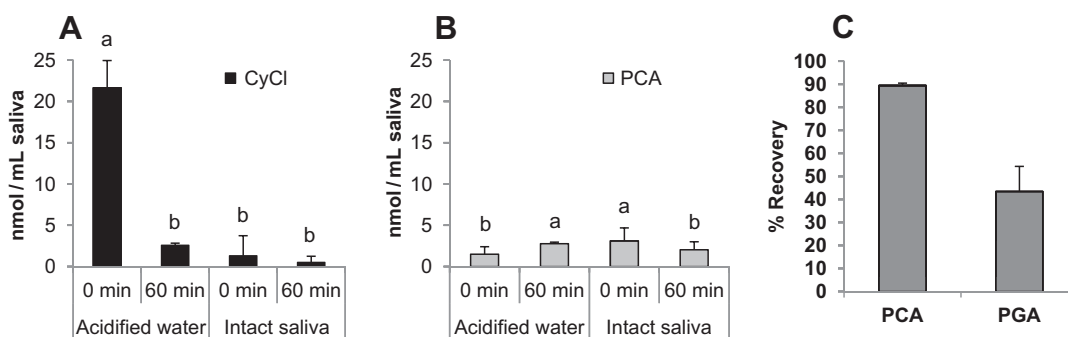 A
nmol / mL saliva
25
20
15
10
5
0
CyCl
a
b
b
b
0 min 60 min 0 min 60 min
Acidified water Intact saliva
B
nmol / mL saliva
25
20
15
10
5
0
PCA
b
a
a
b
0 min 60 min 0 min 60 min
Acidified water Intact saliva
C
% Recovery
100
90
80
70
60
50
40
30
20
10
0
PCA PGA